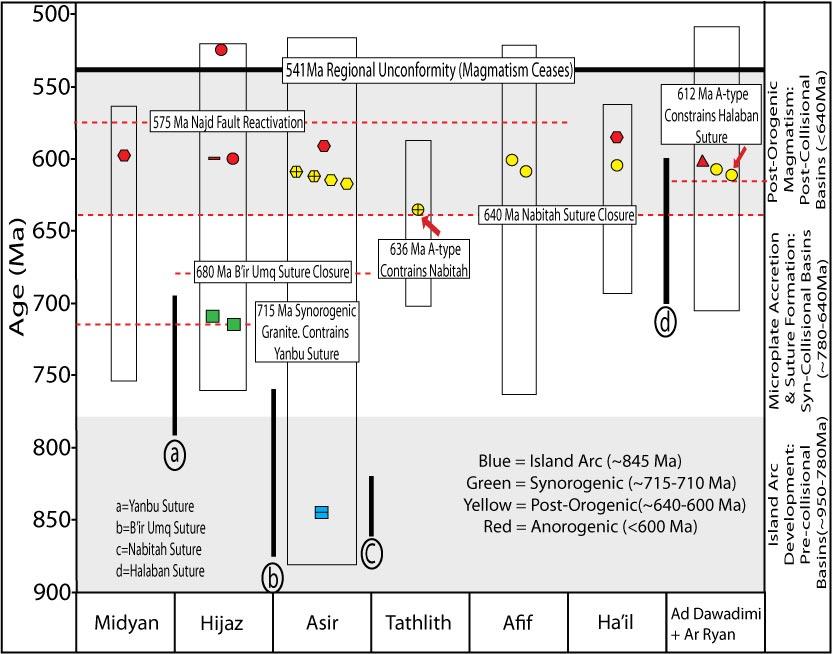 500
550
600
650
700
750
800
850
900
Age (Ma)
541Ma Regional Unconformity (Magmatism Ceases)
575 Ma Najd Fault Reactivation
612 Ma A-type
Constrains Halaban
Suture
640 Ma Nabitah Suture Closure
636 Ma A-type
Contrains Nabitah
680 Ma B'ir Umq Suture Closure
715 Ma Synorogenic
Granite. Contrains
Yanbu Suture
a
b
c
d
a=Yanbu Suture
b=B'ir Umq Suture
c=Nabitah Suture
d=Halaban Suture
Blue = Island Arc (~845 Ma)
Green = Synorogenic (~715-710 Ma)
Yellow = Post-Orogenic(~640-600 Ma)
Red = Anorogenic (<600 Ma)
Post-Orogenic
Magmatism:
Post-Collisional
Basins (<640Ma)
Microplate Accretion
& Suture Formation:
Syn-Collisional Basins
(~780-640Ma)
Island Arc
Development:
Pre-collisional
Basins(~950-780Ma)
Midyan
Hijaz
Asir
Tathlith
Afif
Ha'il
Ad Dawadimi
+ Ar Ryan